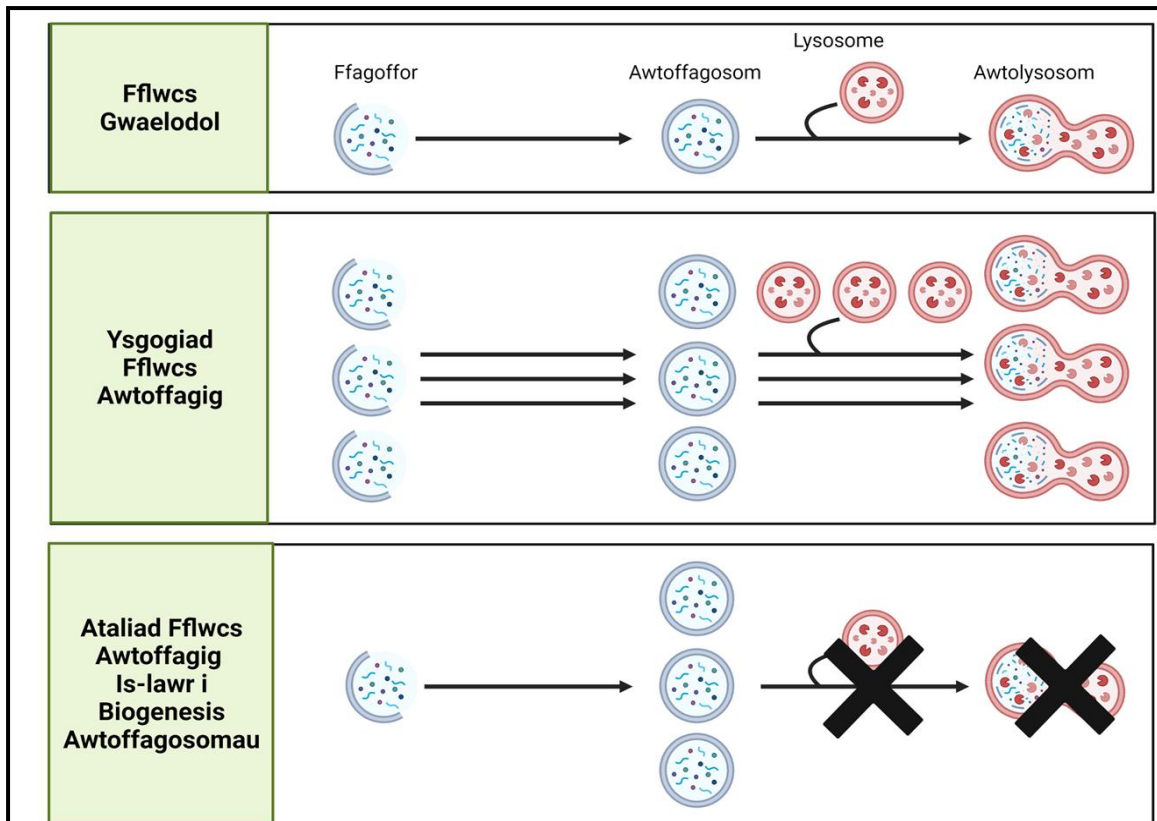 Fflwcs
Gwaelodol
Ffagoffor
Awtoffagosom
Lysosome
Awtolysosom
Ysgogiad
Fflwcs
Awtoffagig
Ataliad Fflwcs
Awtoffagig
Is-lawr i
Biogenesis
Awtoffagosomau